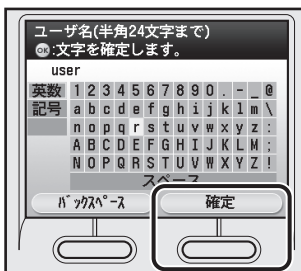 ユーザ名(半角24文字まで)
OK:文字を確定します。
user
英数 1 2 3 4 5 6 7 8 9 0 . - _ @
記号 a b c d e f g h i j k l m \
n o p q r s t u v w x y z :
A B C D E F G H I J K L M ;
N O P Q R S T U V W X Y Z !
スペース
バックスペース 確定